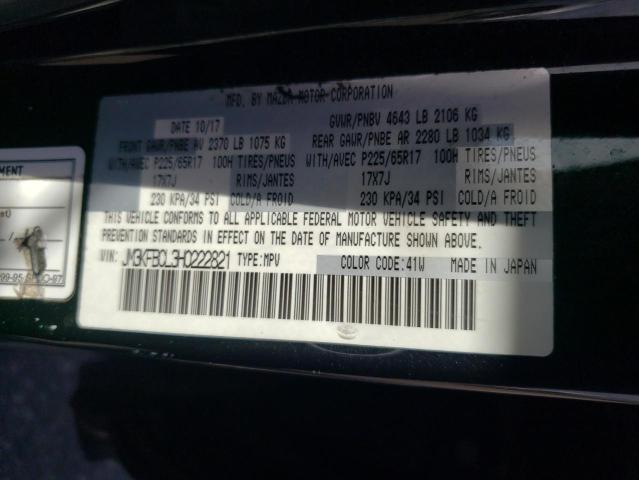 MFD. BY MAZDA MOTOR CORPORATION
DATE 10/17 GVWR/PNBV 4643 LB 2106 KG
FRONT GAWR/PNBE AV 2370 LB 1075 KG REAR GAWR/PNBE AR 2280 LB 1034 KG
WITH/AVEC P225/65R17 100H TIRES/PNEUS WITH/AVEC P225/65R17 100H TIRES/PNEUS
17X7J RIMS/JANTES 17X7J RIMS/JANTES
230 KPA/34 PSI COLD/A FROID 230 KPA/34 PSI COLD/A FROID
THIS VEHICLE CONFORMS TO ALL APPLICABLE FEDERAL MOTOR VEHICLE SAFETY AND THEFT
PREVENTION STANDARDS IN EFFECT ON THE DATE OF MANUFACTURE SHOWN ABOVE.
VIN: JM3KFBCL3H0222821 TYPE:MPV COLOR CODE:41W MADE IN JAPAN